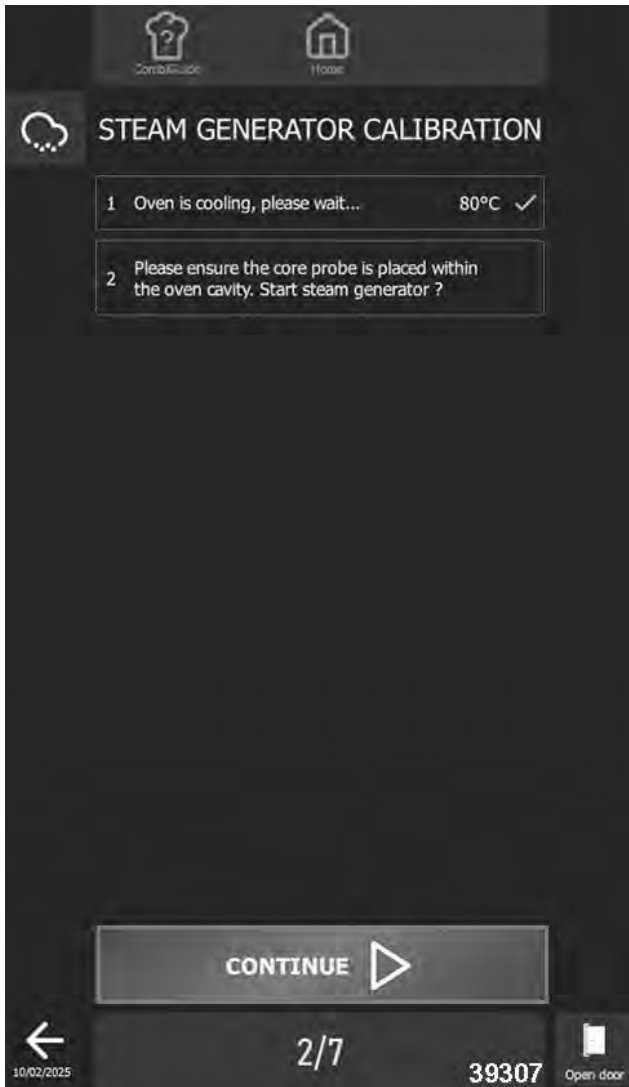 ?
CombiGuide
Home
STEAM GENERATOR CALIBRATION
1 Oven is cooling, please wait... 80°C ✓
2 Please ensure the core probe is placed within
the oven cavity. Start steam generator ?
CONTINUE
10/02/2025
2/7
39307
Open door